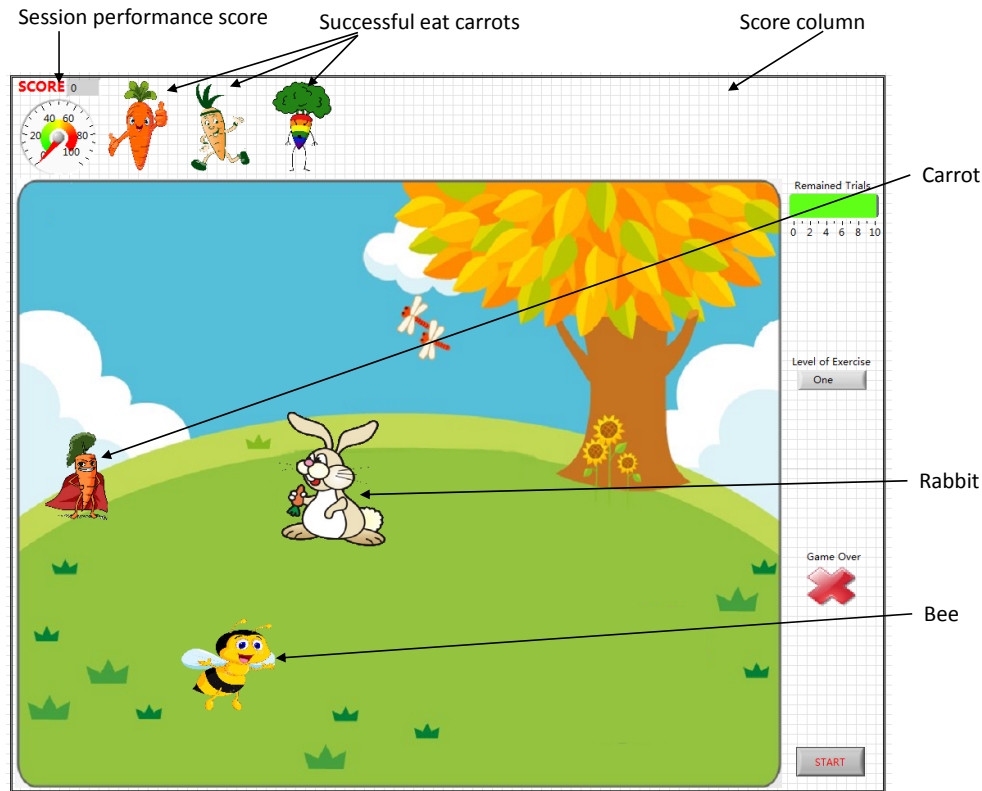 Session performance score
Successful eat carrots
Score column
SCORE 0
40 60
20 80
0 100
Carrot
Remained Trials
0 2 4 6 8 10
Level of Exercise
One
Rabbit
Game Over
Bee
START